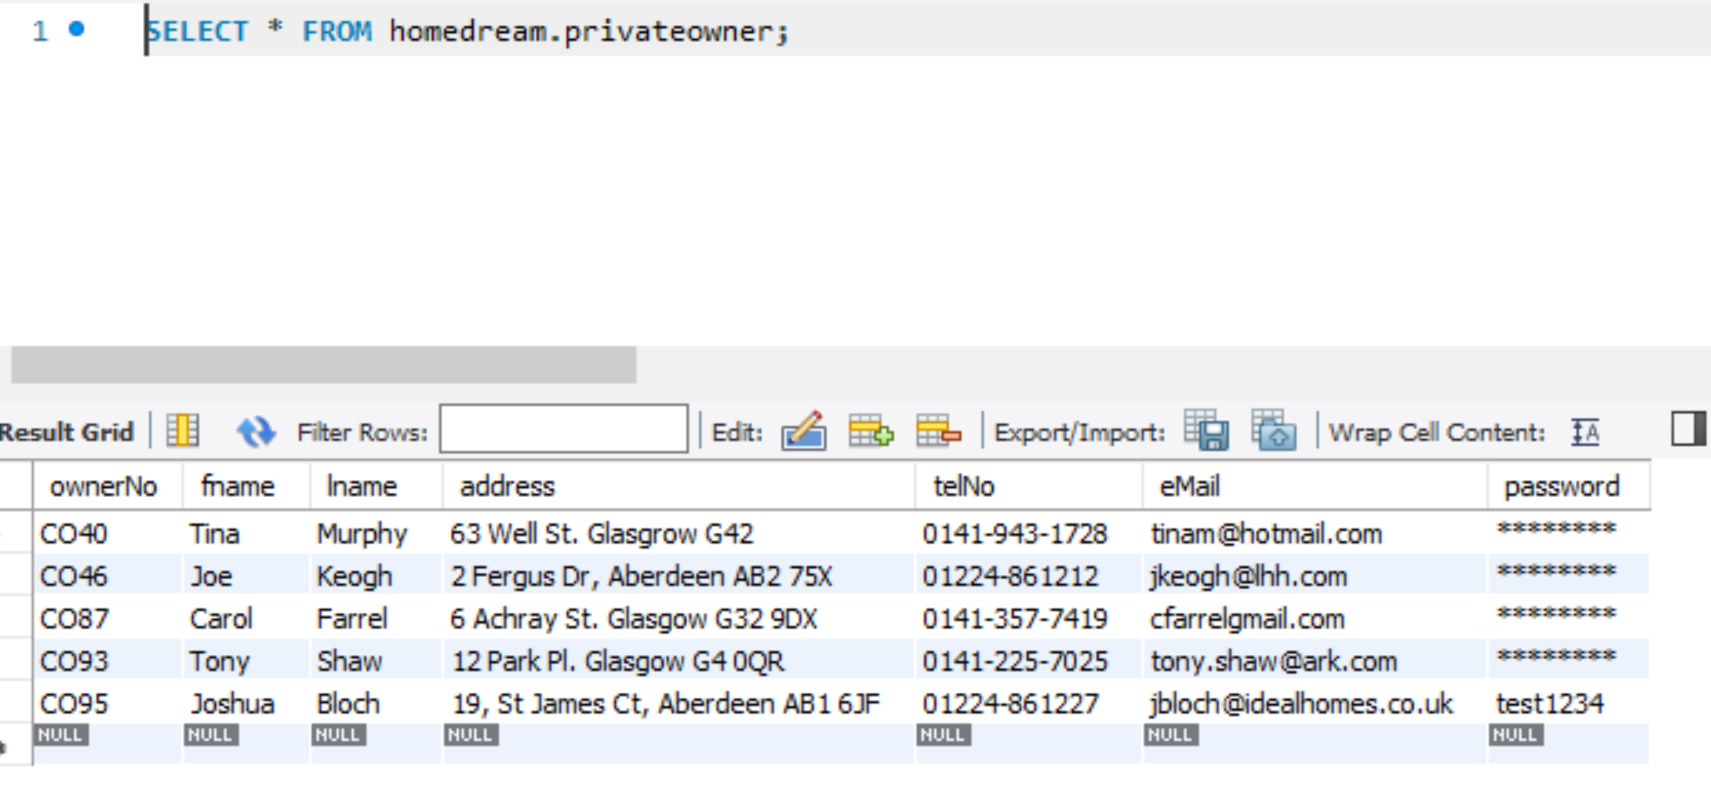 1 SELECT * FROM homedream.privateowner;
Result Grid Filter Rows: Edit: Export/Import: Wrap Cell Content: IA
ownerNo fname lname address telNo eMail password
CO40 Tina Murphy 63 Well St. Glasgrow G42 0141-943-1728 tinam@hotmail.com ********
CO46 Joe Keogh 2 Fergus Dr, Aberdeen AB2 75X 01224-861212 jkeogh@lhh.com ********
CO87 Carol Farrel 6 Achray St. Glasgow G32 9DX 0141-357-7419 cfarrelgmail.com ********
CO93 Tony Shaw 12 Park Pl. Glasgow G4 0QR 0141-225-7025 tony.shaw@ark.com ********
CO95 Joshua Bloch 19, St James Ct, Aberdeen AB1 6JF 01224-861227 jbloch@idealhomes.co.uk test1234
NULL NULL NULL NULL NULL NULL NULL